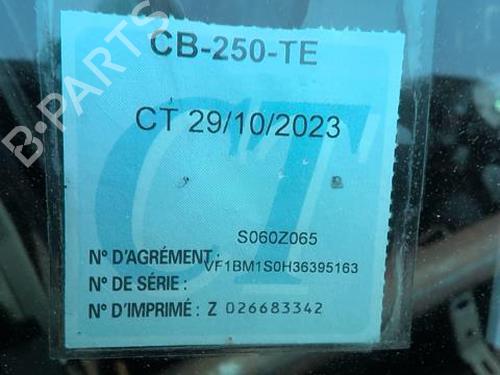 CB-250-TE
CT 29/10/2023
CT
S060Z065
N° D'AGRÉMENT :
VF1BM1S0H36395163
N° DE SÉRIE :
N° D'IMPRIMÉ : Z 026683342
B-PARTS